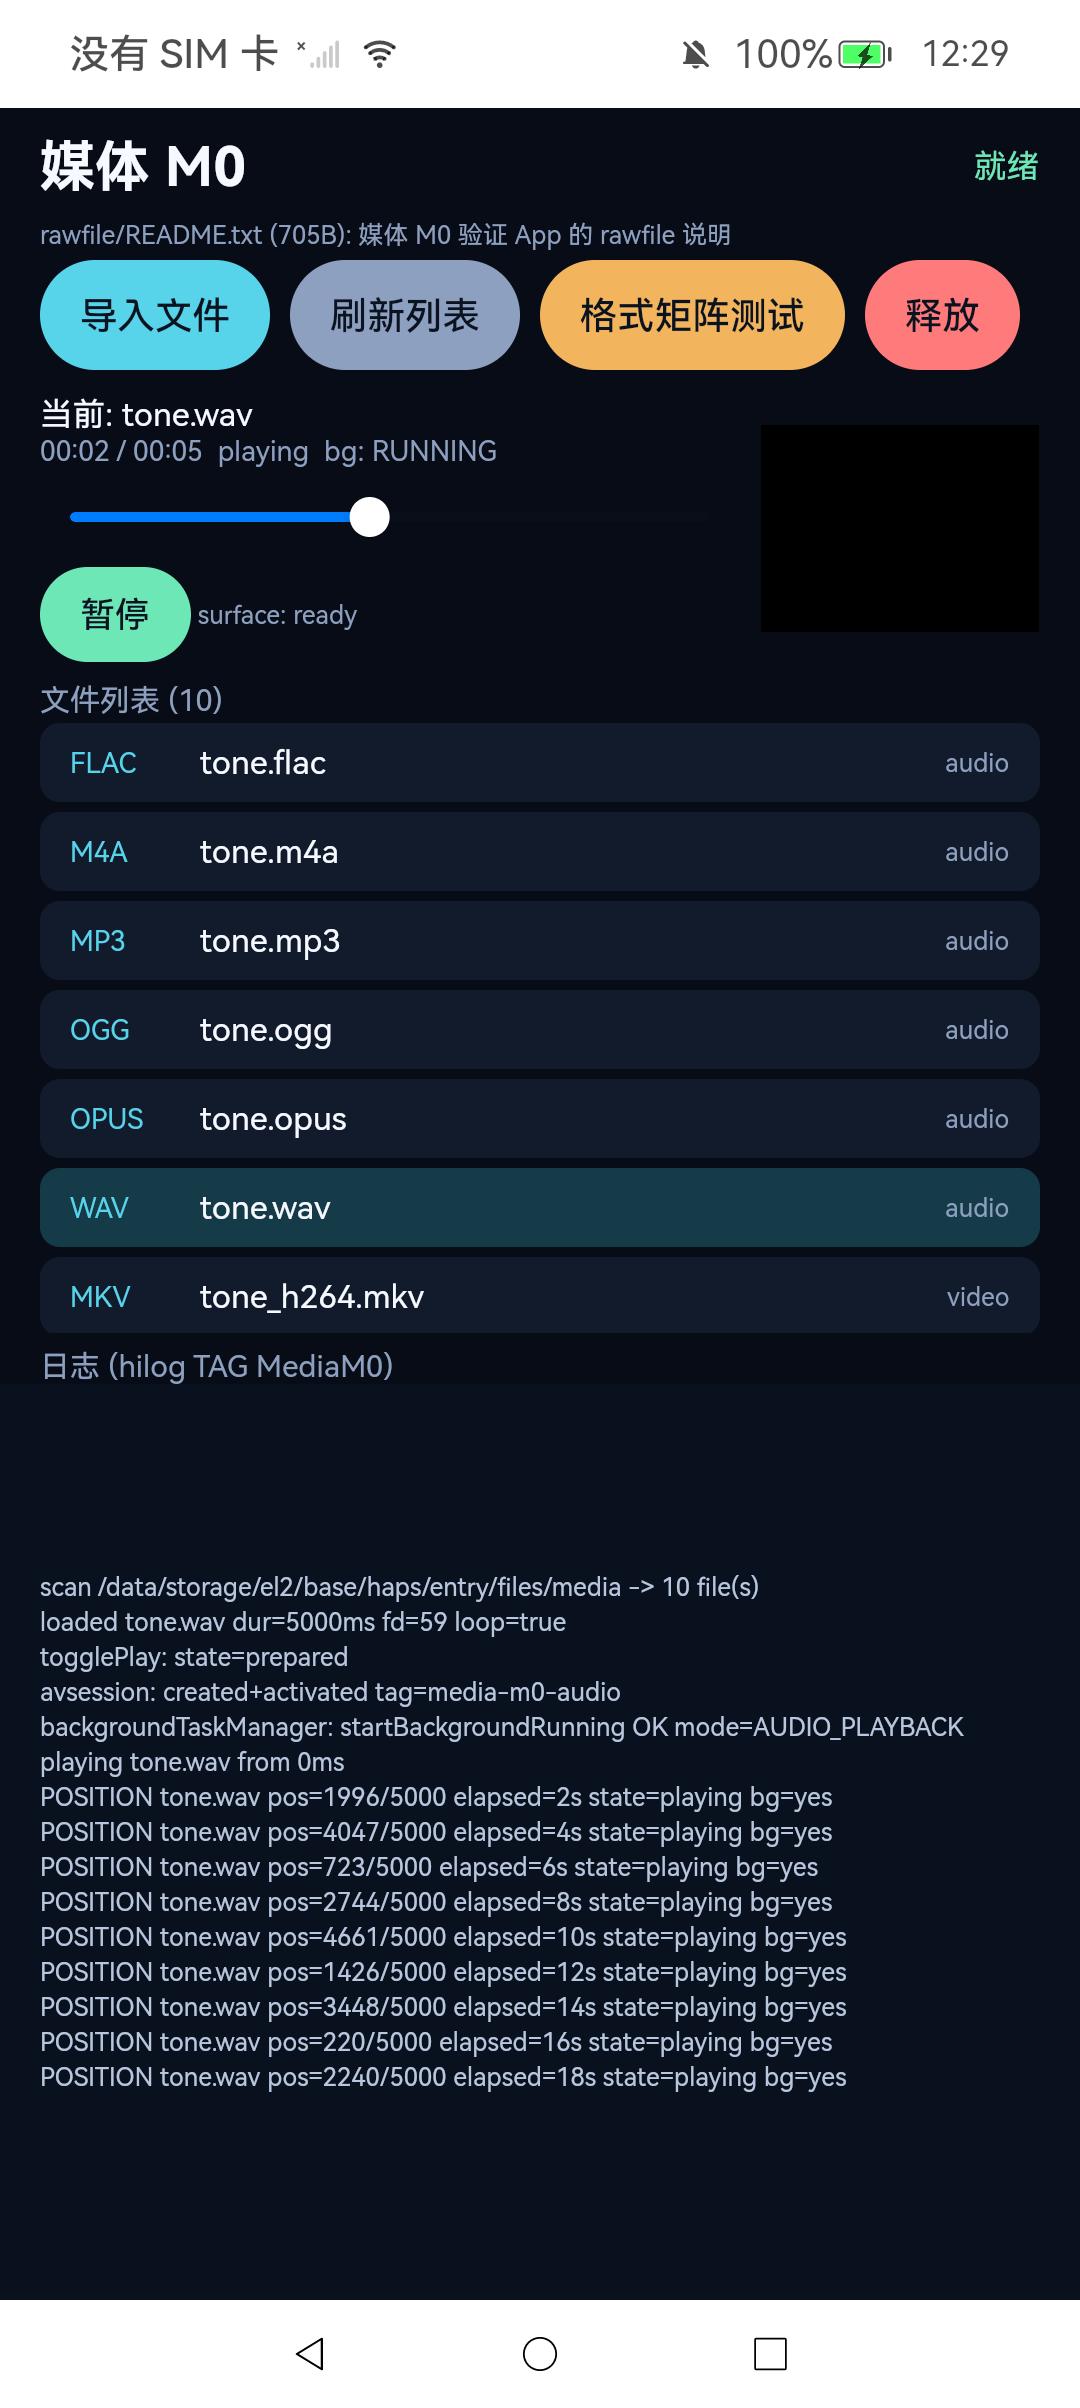 没有 SIM 卡 100% 12:29
媒体 M0 就绪
rawfile/README.txt (705B): 媒体 M0 验证 App 的 rawfile 说明
导入文件 刷新列表 格式矩阵测试 释放
当前: tone.wav
00:02 / 00:05 playing bg: RUNNING
暂停 surface: ready
文件列表 (10)
FLAC tone.flac audio
M4A tone.m4a audio
MP3 tone.mp3 audio
OGG tone.ogg audio
OPUS tone.opus audio
WAV tone.wav audio
MKV tone_h264.mkv video
日志 (hilog TAG MediaM0)
scan /data/storage/el2/base/haps/entry/files/media -> 10 file(s)
loaded tone.wav dur=5000ms fd=59 loop=true
togglePlay: state=prepared
avsession: created+activated tag=media-m0-audio
backgroundTaskManager: startBackgroundRunning OK mode=AUDIO_PLAYBACK
playing tone.wav from 0ms
POSITION tone.wav pos=1996/5000 elapsed=2s state=playing bg=yes
POSITION tone.wav pos=4047/5000 elapsed=4s state=playing bg=yes
POSITION tone.wav pos=723/5000 elapsed=6s state=playing bg=yes
POSITION tone.wav pos=2744/5000 elapsed=8s state=playing bg=yes
POSITION tone.wav pos=4661/5000 elapsed=10s state=playing bg=yes
POSITION tone.wav pos=1426/5000 elapsed=12s state=playing bg=yes
POSITION tone.wav pos=3448/5000 elapsed=14s state=playing bg=yes
POSITION tone.wav pos=220/5000 elapsed=16s state=playing bg=yes
POSITION tone.wav pos=2240/5000 elapsed=18s state=playing bg=yes